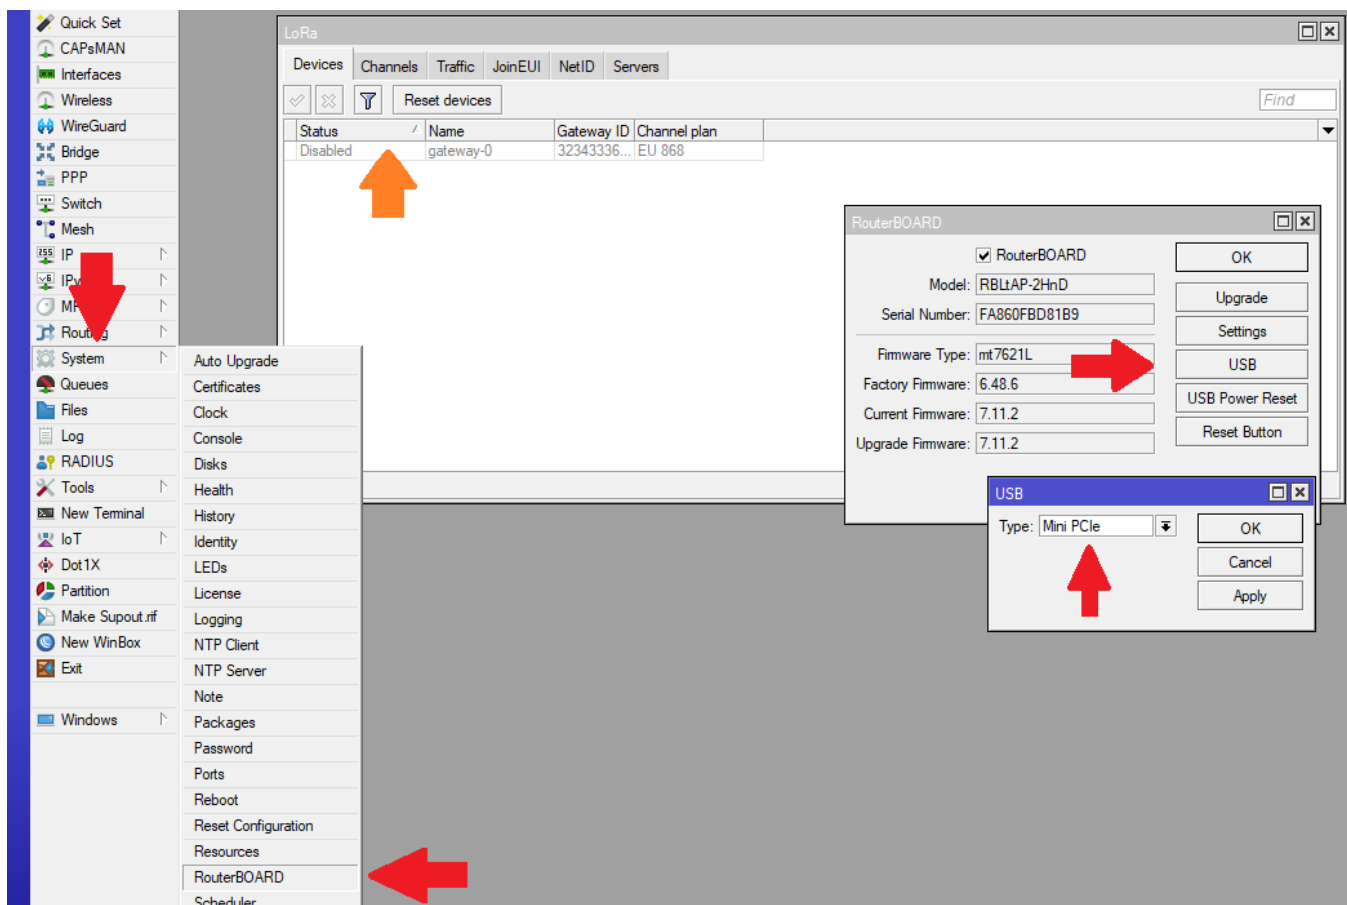 Quick Set
CAPsMAN
Interfaces
Wireless
WireGuard
Bridge
PPP
Switch
Mesh
255 IP
v6
Routing
System
Queues
Files
Log
RADIUS
Tools
New Terminal
IoT
Dot1X
Partition
Make Supout.rif
New WinBox
Exit
Windows
Auto Upgrade
Certificates
Clock
Console
Disks
Health
History
Identity
LEDs
License
Logging
NTP Client
NTP Server
Note
Packages
Password
Ports
Reboot
Reset Configuration
Resources
RouterBOARD
Scheduler
LoRa
Devices Channels Traffic JoinEUI NetID Servers
Reset devices Find
Status Name Gateway ID Channel plan
Disabled gateway-0 32343336... EU 868
RouterBOARD
RouterBOARD
Model: RBLtAP-2HnD
Serial Number: FA860FBD81B9
Firmware Type: mt7621L
Factory Firmware: 6.48.6
Current Firmware: 7.11.2
Upgrade Firmware: 7.11.2
OK
Upgrade
Settings
USB
USB Power Reset
Reset Button
USB
Type: Mini PCIe
OK
Cancel
Apply